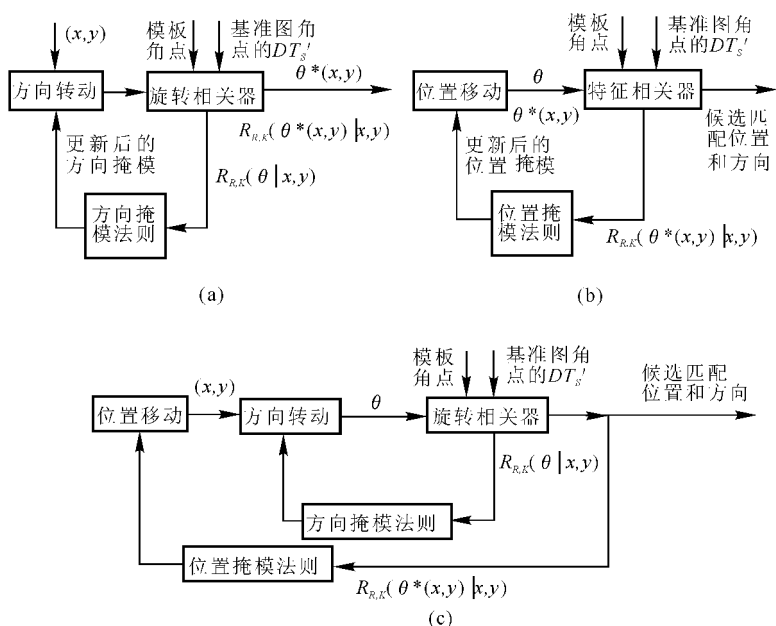 (x,y)
模板
角点
基准图角
点的DT_S′
方向转动
旋转相关器
θ*(x,y)
R_{R,K}(θ*(x,y)|x,y)
更新后的
方向掩模
R_{R,K}(θ|x,y)
方向掩
模法则
(a)
模板
角点
基准图角
点的DT_S′
位置移动
θ
θ*(x,y)
特征相关器
候选匹
配位置
和方向
更新后的
位置 掩模
位置掩
模法则
R_{R,K}(θ*(x,y)|x,y)
(b)
模板
角点
基准图角
点的DT_S′
候选匹配
位置和方向
位置移动
(x,y)
方向转动
θ
旋转相关器
R_{R,K}(θ|x,y)
方向掩模法则
位置掩模法则
R_{R,K}(θ*(x,y)|x,y)
(c)